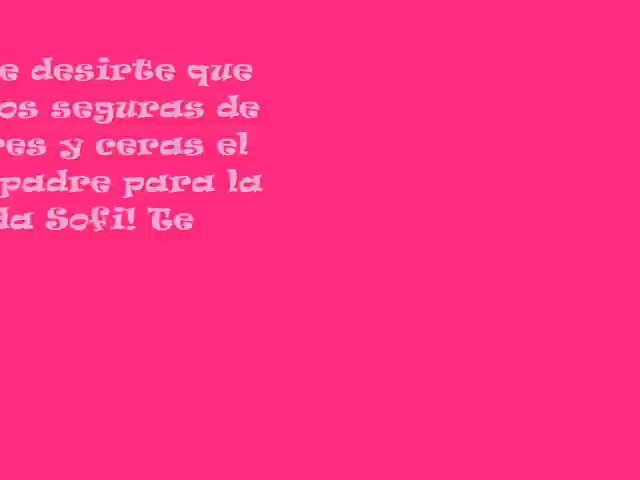 e desirte que
os seguras de
res y ceras el
padre para la
da Sofi! Te